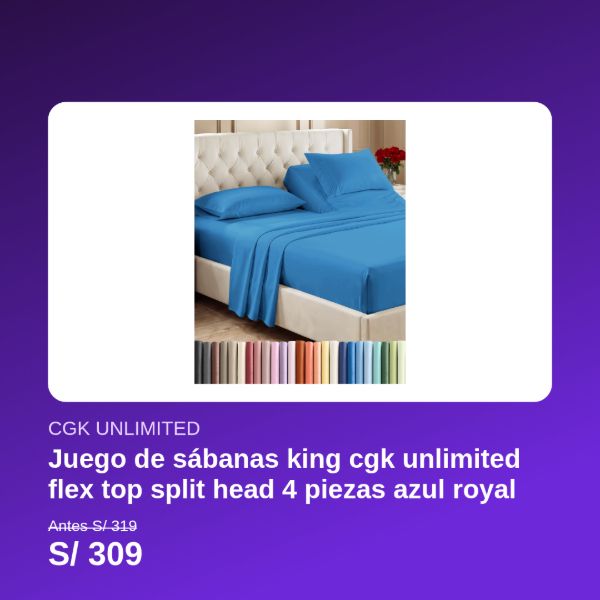 CGK UNLIMITED
Juego de sábanas king cgk unlimited
flex top split head 4 piezas azul royal
Antes S/ 319
S/ 309